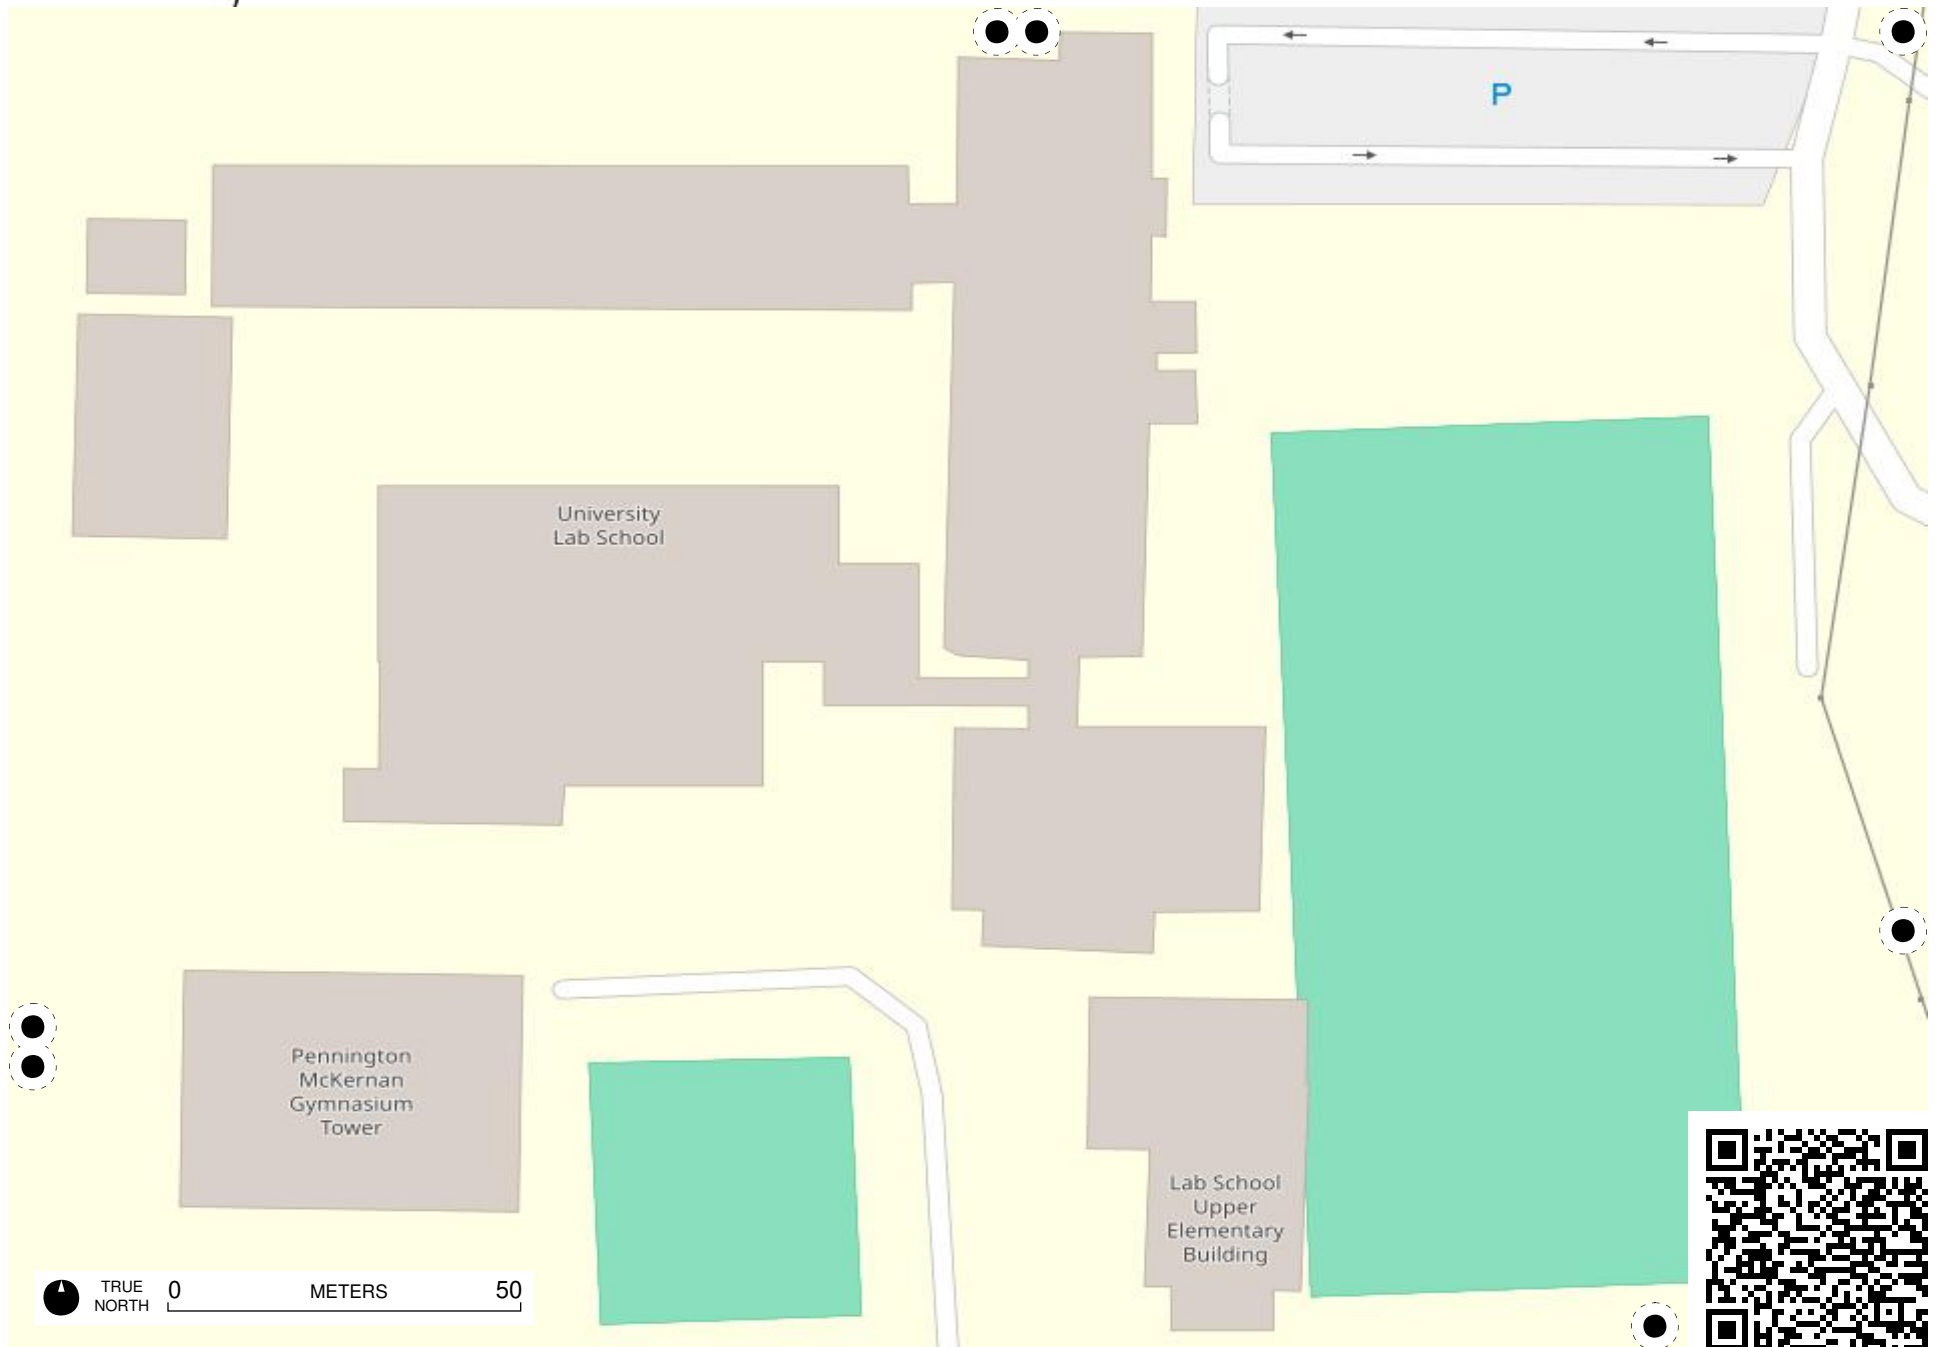 P
University
Lab School
Pennington
McKernan
Gymnasium
Tower
Lab School
Upper
Elementary
Building
TRUE
NORTH
0 METERS 50